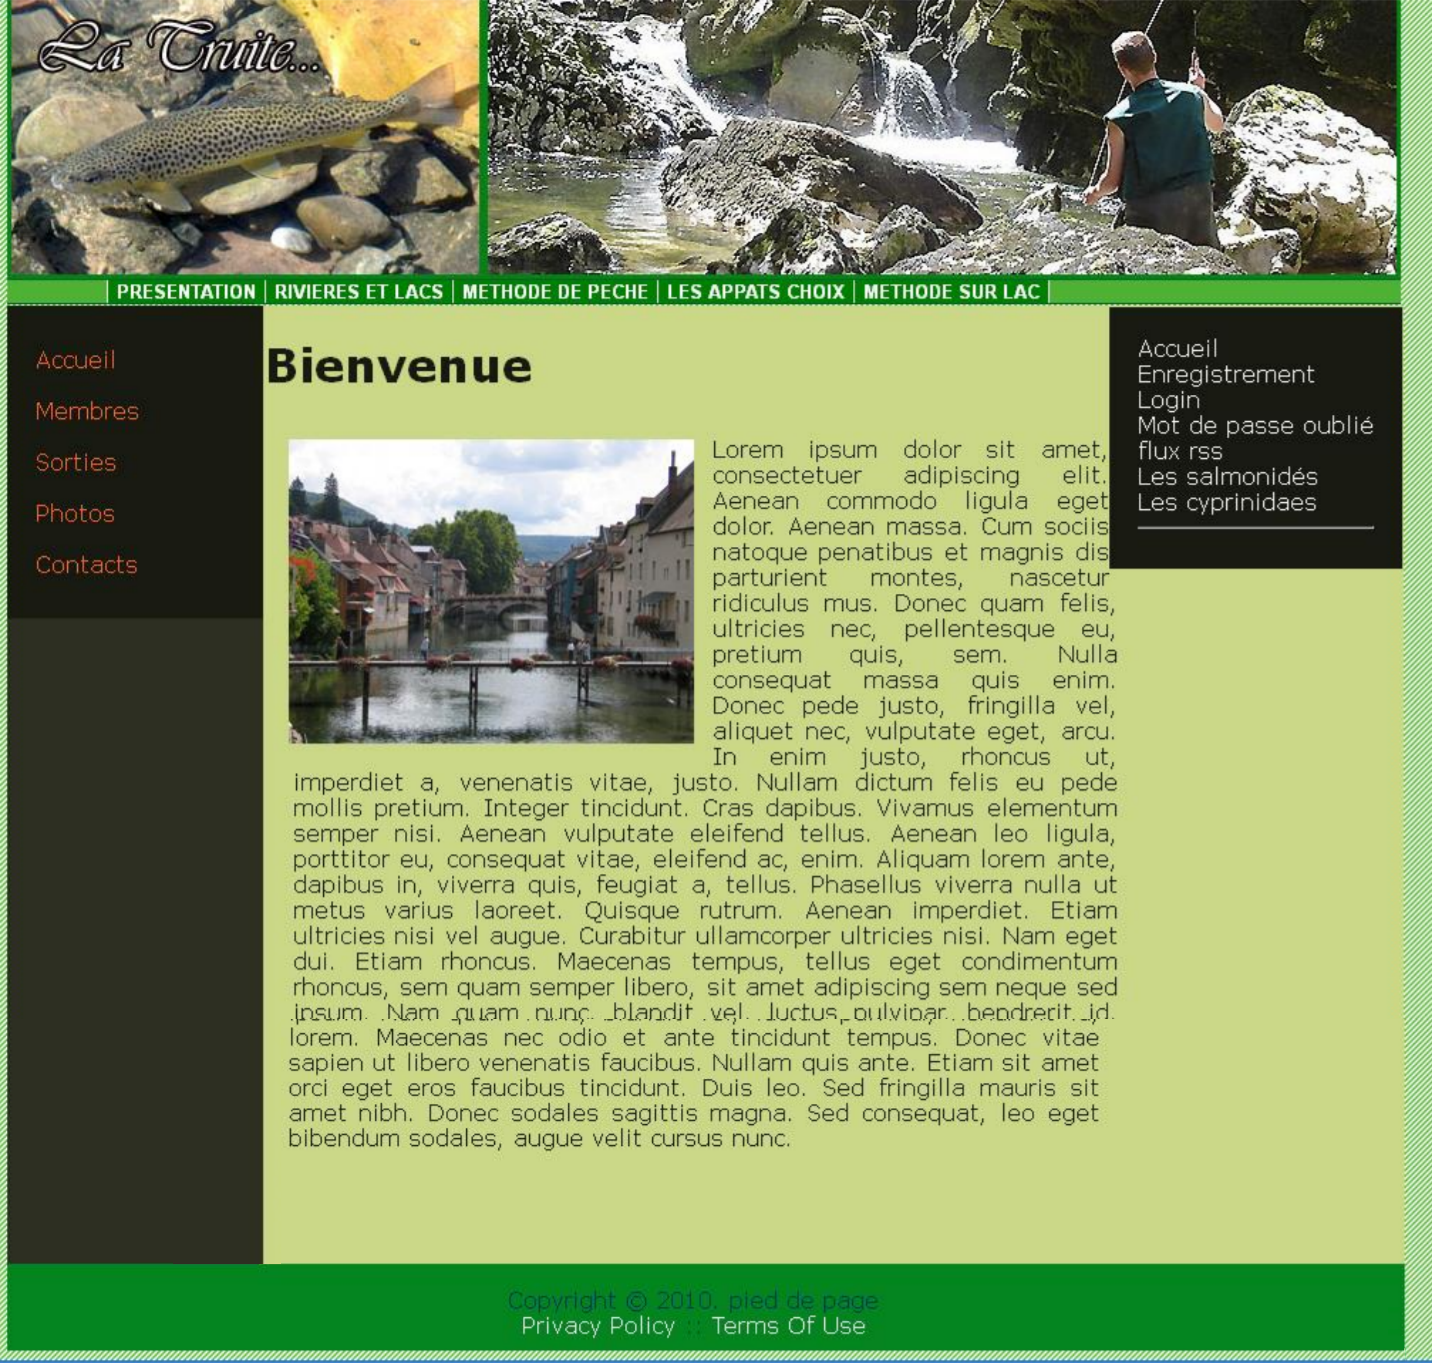 La Truite...
PRESENTATION | RIVIERES ET LACS | METHODE DE PECHE | LES APPATS CHOIX | METHODE SUR LAC |
Accueil
Membres
Sorties
Photos
Contacts
Bienvenue
Lorem ipsum dolor sit amet,
consectetuer adipiscing elit.
Aenean commodo ligula eget
dolor. Aenean massa. Cum sociis
natoque penatibus et magnis dis
parturient montes, nascetur
ridiculus mus. Donec quam felis,
ultricies nec, pellentesque eu,
pretium quis, sem. Nulla
consequat massa quis enim.
Donec pede justo, fringilla vel,
aliquet nec, vulputate eget, arcu.
In enim justo, rhoncus ut,
imperdiet a, venenatis vitae, justo. Nullam dictum felis eu pede
mollis pretium. Integer tincidunt. Cras dapibus. Vivamus elementum
semper nisi. Aenean vulputate eleifend tellus. Aenean leo ligula,
porttitor eu, consequat vitae, eleifend ac, enim. Aliquam lorem ante,
dapibus in, viverra quis, feugiat a, tellus. Phasellus viverra nulla ut
metus varius laoreet. Quisque rutrum. Aenean imperdiet. Etiam
ultricies nisi vel augue. Curabitur ullamcorper ultricies nisi. Nam eget
dui. Etiam rhoncus. Maecenas tempus, tellus eget condimentum
rhoncus, sem quam semper libero, sit amet adipiscing sem neque sed
ipsum. Nam quam nunc, blandit vel, luctus pulvinar, hendrerit id,
lorem. Maecenas nec odio et ante tincidunt tempus. Donec vitae
sapien ut libero venenatis faucibus. Nullam quis ante. Etiam sit amet
orci eget eros faucibus tincidunt. Duis leo. Sed fringilla mauris sit
amet nibh. Donec sodales sagittis magna. Sed consequat, leo eget
bibendum sodales, augue velit cursus nunc.
Accueil
Enregistrement
Login
Mot de passe oublié
flux rss
Les salmonidés
Les cyprinidaes
Copyright © 2010. pied de page
Privacy Policy :: Terms Of Use